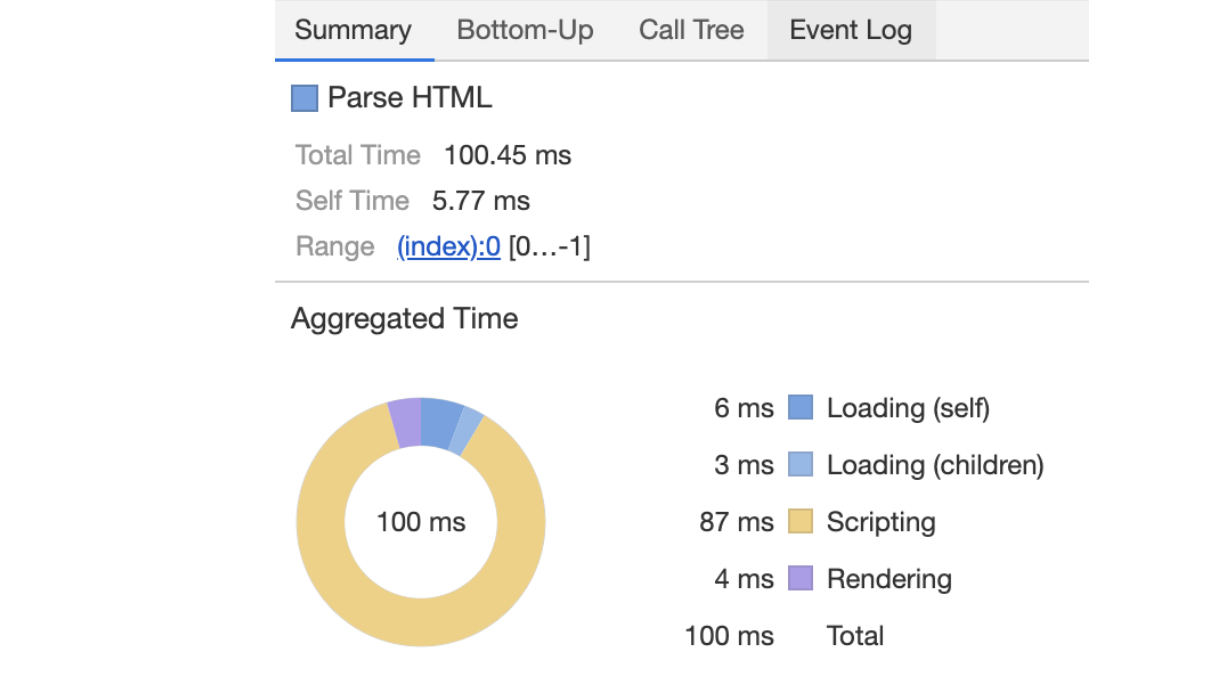 Summary Bottom-Up Call Tree Event Log
Parse HTML
Total Time 100.45 ms
Self Time 5.77 ms
Range (index):0 [0…-1]
Aggregated Time
100 ms
6 ms Loading (self)
3 ms Loading (children)
87 ms Scripting
4 ms Rendering
100 ms Total